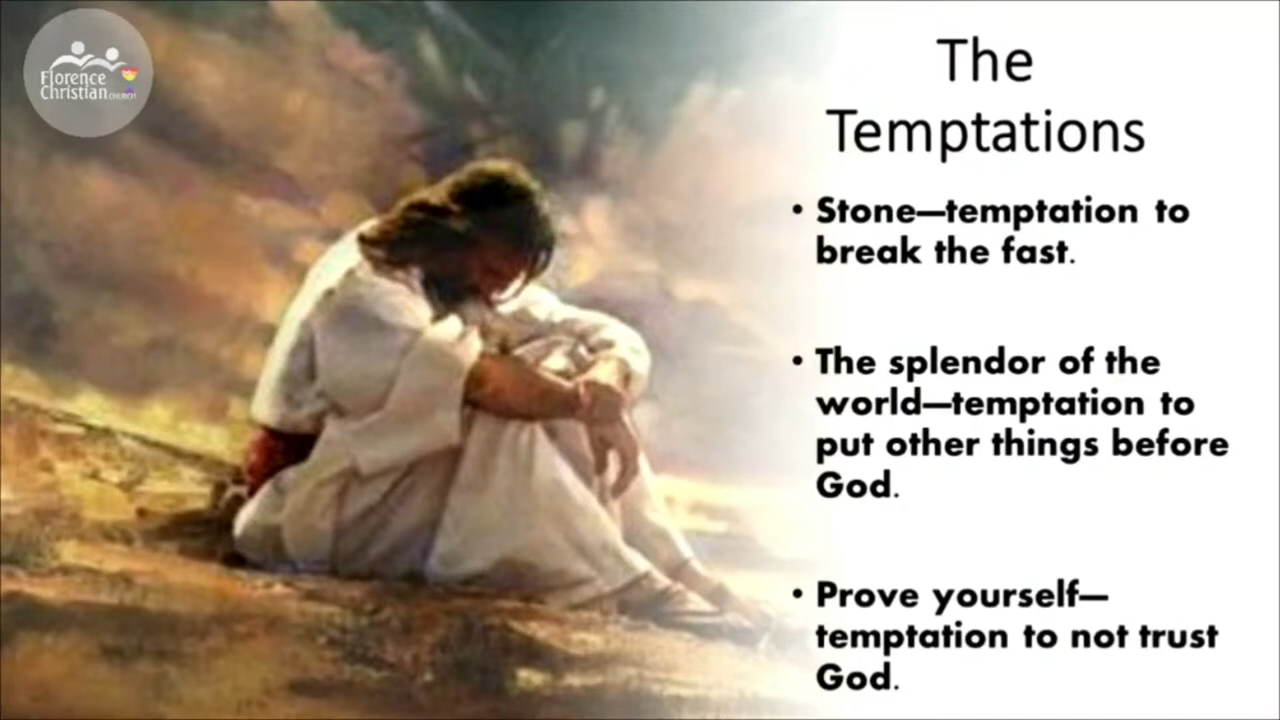 Florence
Christian CHURCH
The
Temptations
• Stone—temptation to
break the fast.
• The splendor of the
world—temptation to
put other things before
God.
• Prove yourself—
temptation to not trust
God.